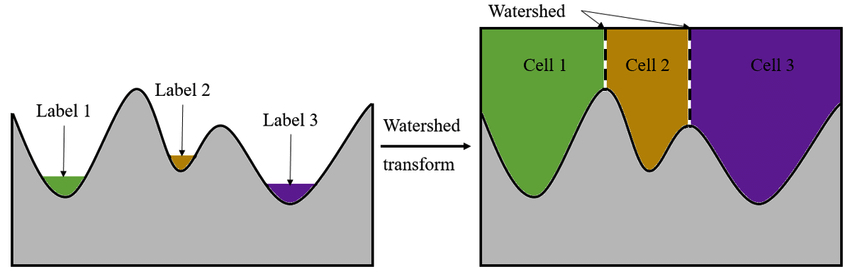 Label 1
Label 2
Label 3
Watershed
transform
Watershed
Cell 1
Cell 2
Cell 3